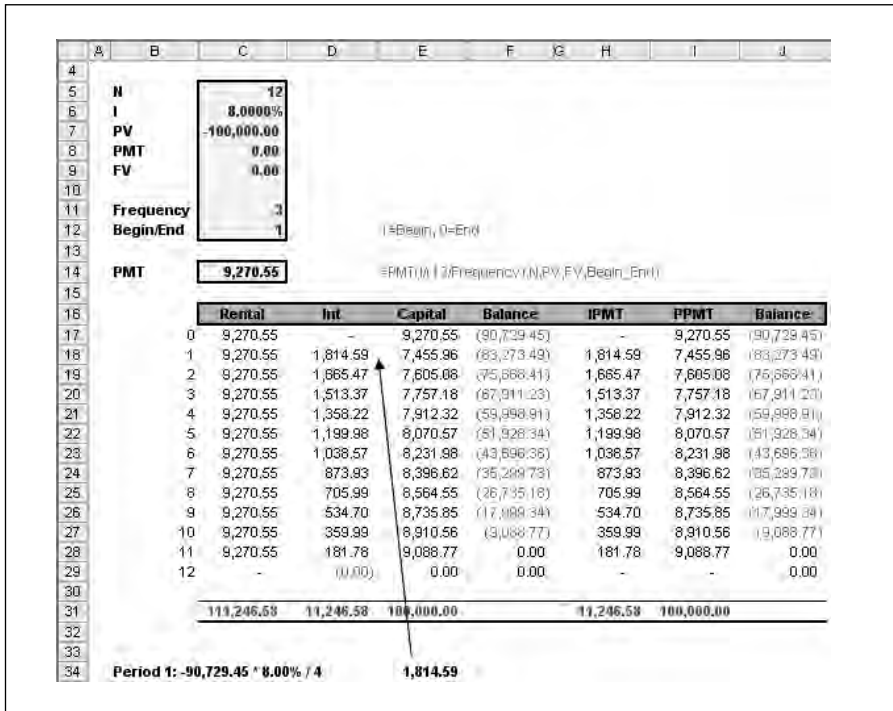 A B C D E F G H I J
4
5 N 12
6 I 8.0000%
7 PV -100,000.00
8 PMT 0.00
9 FV 0.00
10
11 Frequency 3
12 Begin/End 1 1=Begin, 0=End
13
14 PMT 9,270.55
15
16 Rental Int Capital Balance IPMT PPMT Balance
17 0 9,270.55 - 9,270.55 (90,729.45) - 9,270.55 (90,729.45)
18 1 9,270.55 1,814.59 7,455.96 (83,273.49) 1,814.59 7,455.96 (83,273.49)
19 2 9,270.55 1,665.47 7,605.08 (75,668.41) 1,665.47 7,605.08 (75,668.41)
20 3 9,270.55 1,513.37 7,757.18 (67,911.23) 1,513.37 7,757.18 (67,911.23)
21 4 9,270.55 1,358.22 7,912.32 (59,998.91) 1,358.22 7,912.32 (59,998.91)
22 5 9,270.55 1,199.98 8,070.57 (51,928.34) 1,199.98 8,070.57 (51,928.34)
23 6 9,270.55 1,038.57 8,231.98 (43,696.36) 1,038.57 8,231.98 (43,696.36)
24 7 9,270.55 873.93 8,396.62 (35,299.73) 873.93 8,396.62 (35,299.73)
25 8 9,270.55 705.99 8,564.55 (26,735.18) 705.99 8,564.55 (26,735.18)
26 9 9,270.55 534.70 8,735.85 (17,999.34) 534.70 8,735.85 (17,999.34)
27 10 9,270.55 359.99 8,910.56 (9,088.77) 359.99 8,910.56 (9,088.77)
28 11 9,270.55 181.78 9,088.77 0.00 181.78 9,088.77 0.00
29 12 - (0.00) 0.00 0.00 - - 0.00
30
31 111,246.58 11,246.58 100,000.00 11,246.58 100,000.00
32
33
34 Period 1: -90,729.45 * 8.00% / 4 1,814.59